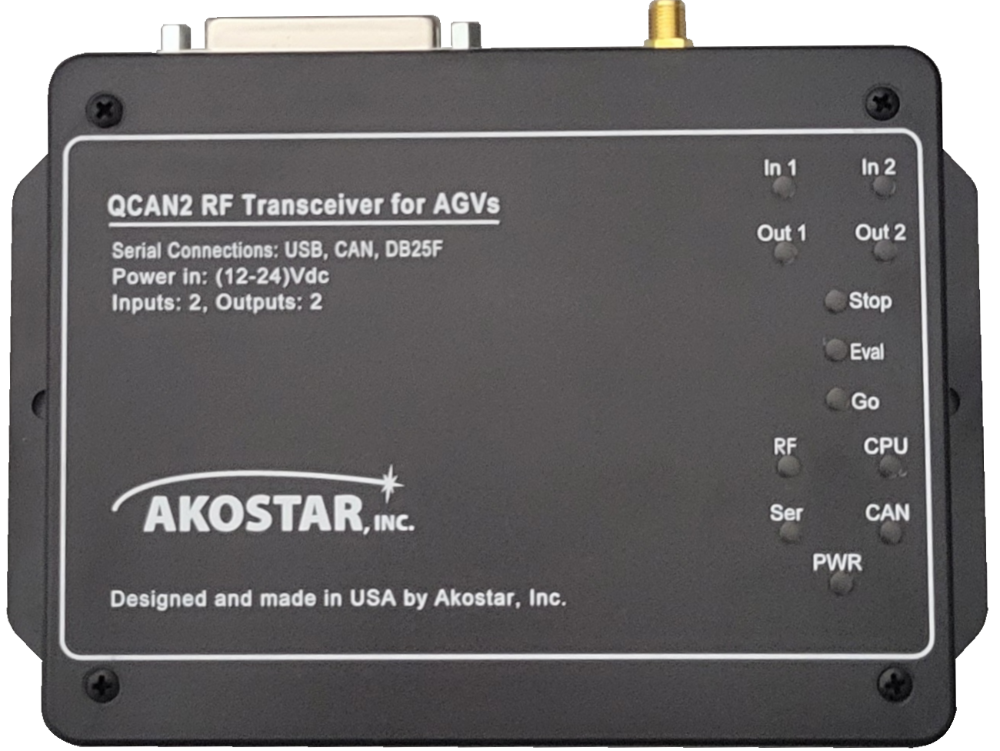 In 1 In 2
QCAN2 RF Transceiver for AGVs
Out 1 Out 2
Serial Connections: USB, CAN, DB25F
Power in: (12-24)Vdc
Inputs: 2, Outputs: 2
Stop
Eval
Go
RF CPU
AKOSTAR, INC.
Ser CAN
PWR
Designed and made in USA by Akostar, Inc.